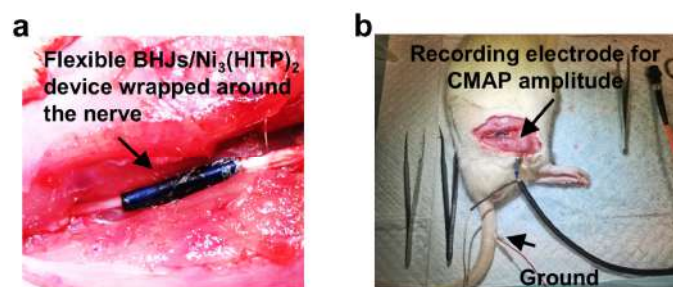 a
Flexible BHJs/Ni₃(HITP)₂
device wrapped around
the nerve
b
Recording electrode for
CMAP amplitude
Ground